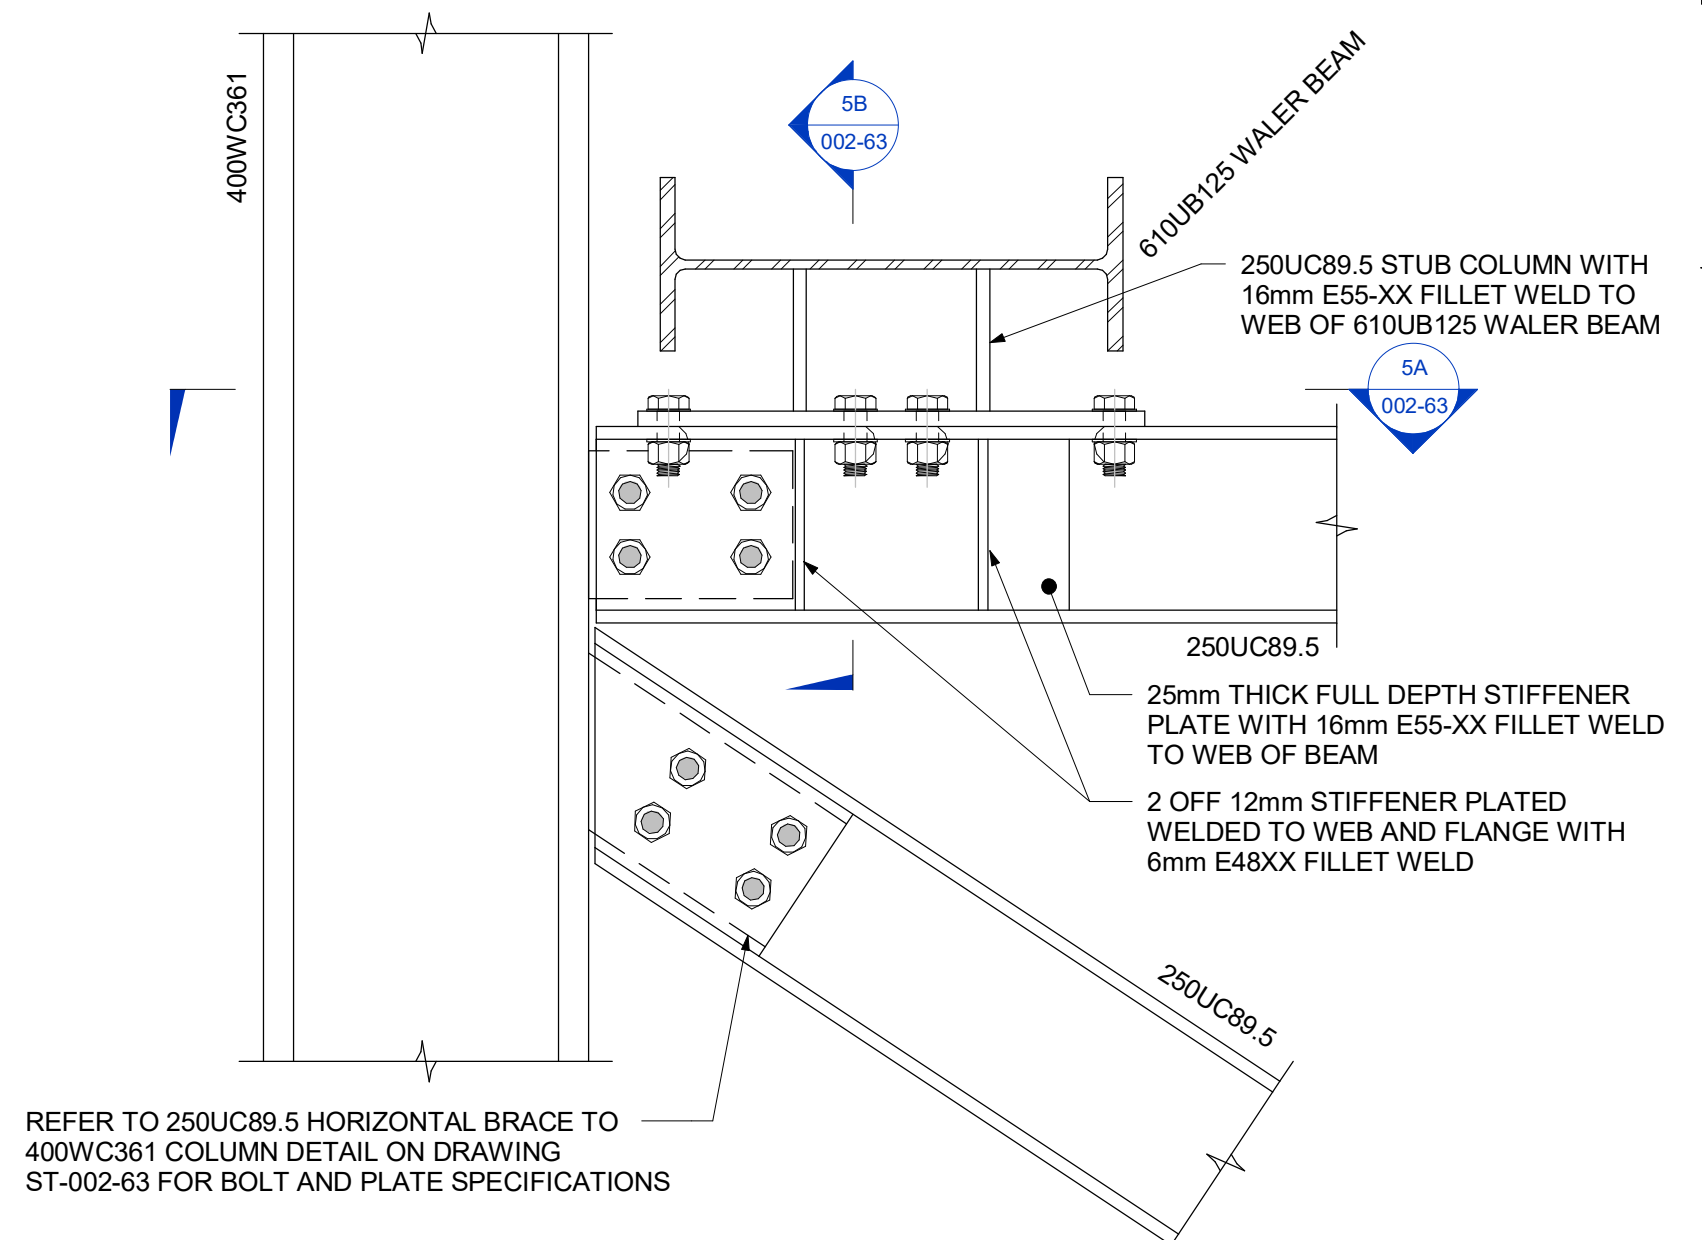 400WC361
5B
002-63
610UB125 WALER BEAM
250UC89.5 STUB COLUMN WITH
16mm E55-XX FILLET WELD TO
WEB OF 610UB125 WALER BEAM
5A
002-63
250UC89.5
25mm THICK FULL DEPTH STIFFENER
PLATE WITH 16mm E55-XX FILLET WELD
TO WEB OF BEAM
2 OFF 12mm STIFFENER PLATED
WELDED TO WEB AND FLANGE WITH
6mm E48XX FILLET WELD
250UC89.5
REFER TO 250UC89.5 HORIZONTAL BRACE TO
400WC361 COLUMN DETAIL ON DRAWING
ST-002-63 FOR BOLT AND PLATE SPECIFICATIONS